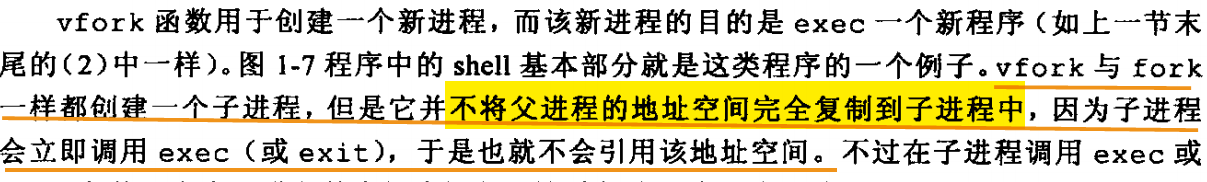 vfork 函数用于创建一个新进程，而该新进程的目的是 exec 一个新程序（如上一节末
尾的(2)中一样）。图 1-7 程序中的 shell 基本部分就是这类程序的一个例子。vfork 与 fork
一样都创建一个子进程，但是它并不将父进程的地址空间完全复制到子进程中，因为子进程
会立即调用 exec（或 exit），于是也就不会引用该地址空间。不过在子进程调用 exec 或